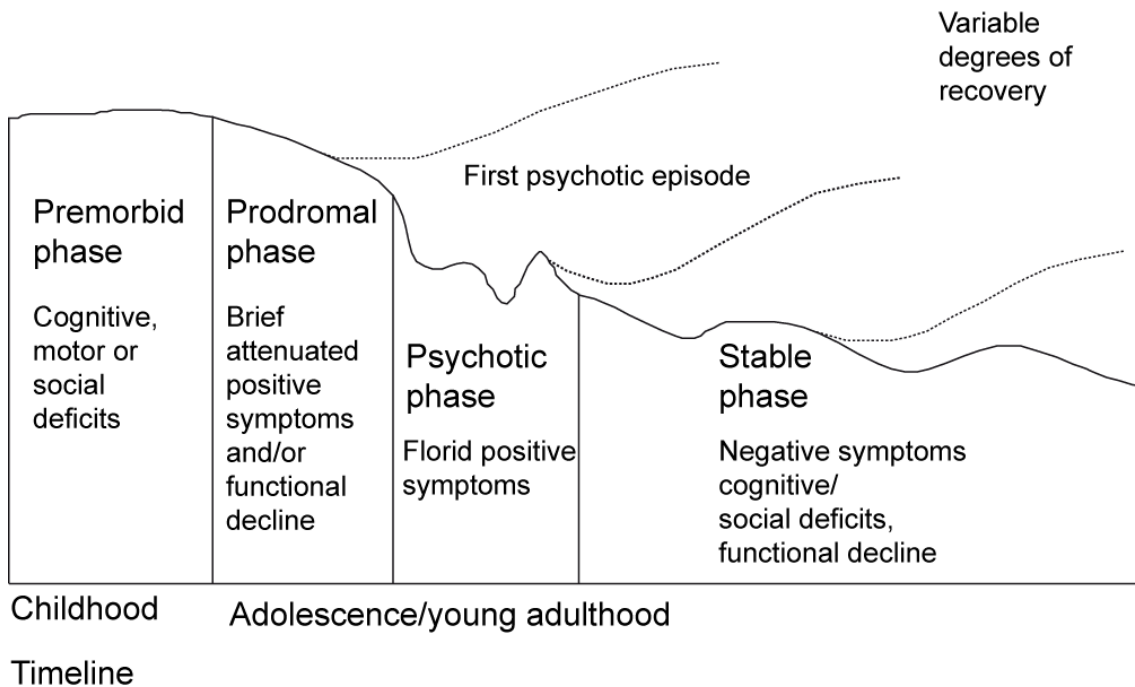 Variable
degrees of
recovery
First psychotic episode
Premorbid
phase
Cognitive,
motor or
social
deficits
Prodromal
phase
Brief
attenuated
positive
symptoms
and/or
functional
decline
Psychotic
phase
Florid positive
symptoms
Stable
phase
Negative symptoms
cognitive/
social deficits,
functional decline
Childhood
Adolescence/young adulthood
Timeline